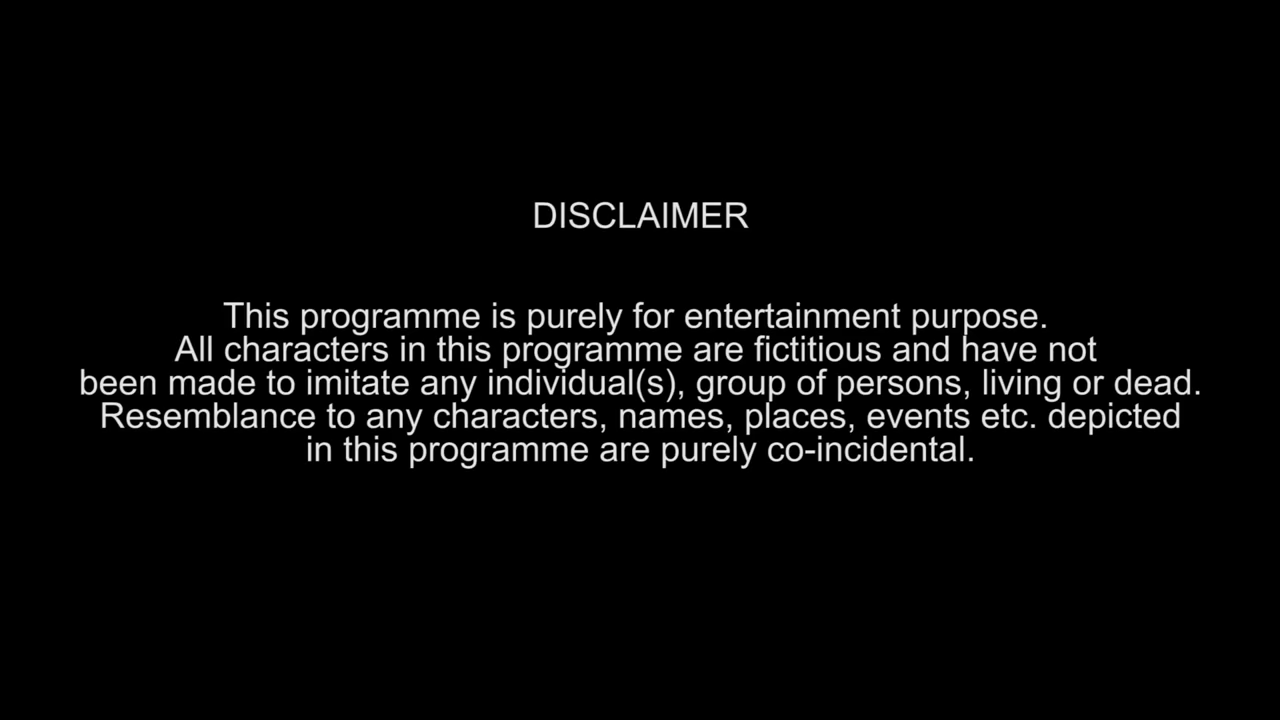 DISCLAIMER
This programme is purely for entertainment purpose.
All characters in this programme are fictitious and have not
been made to imitate any individual(s), group of persons, living or dead.
Resemblance to any characters, names, places, events etc. depicted
in this programme are purely co-incidental.